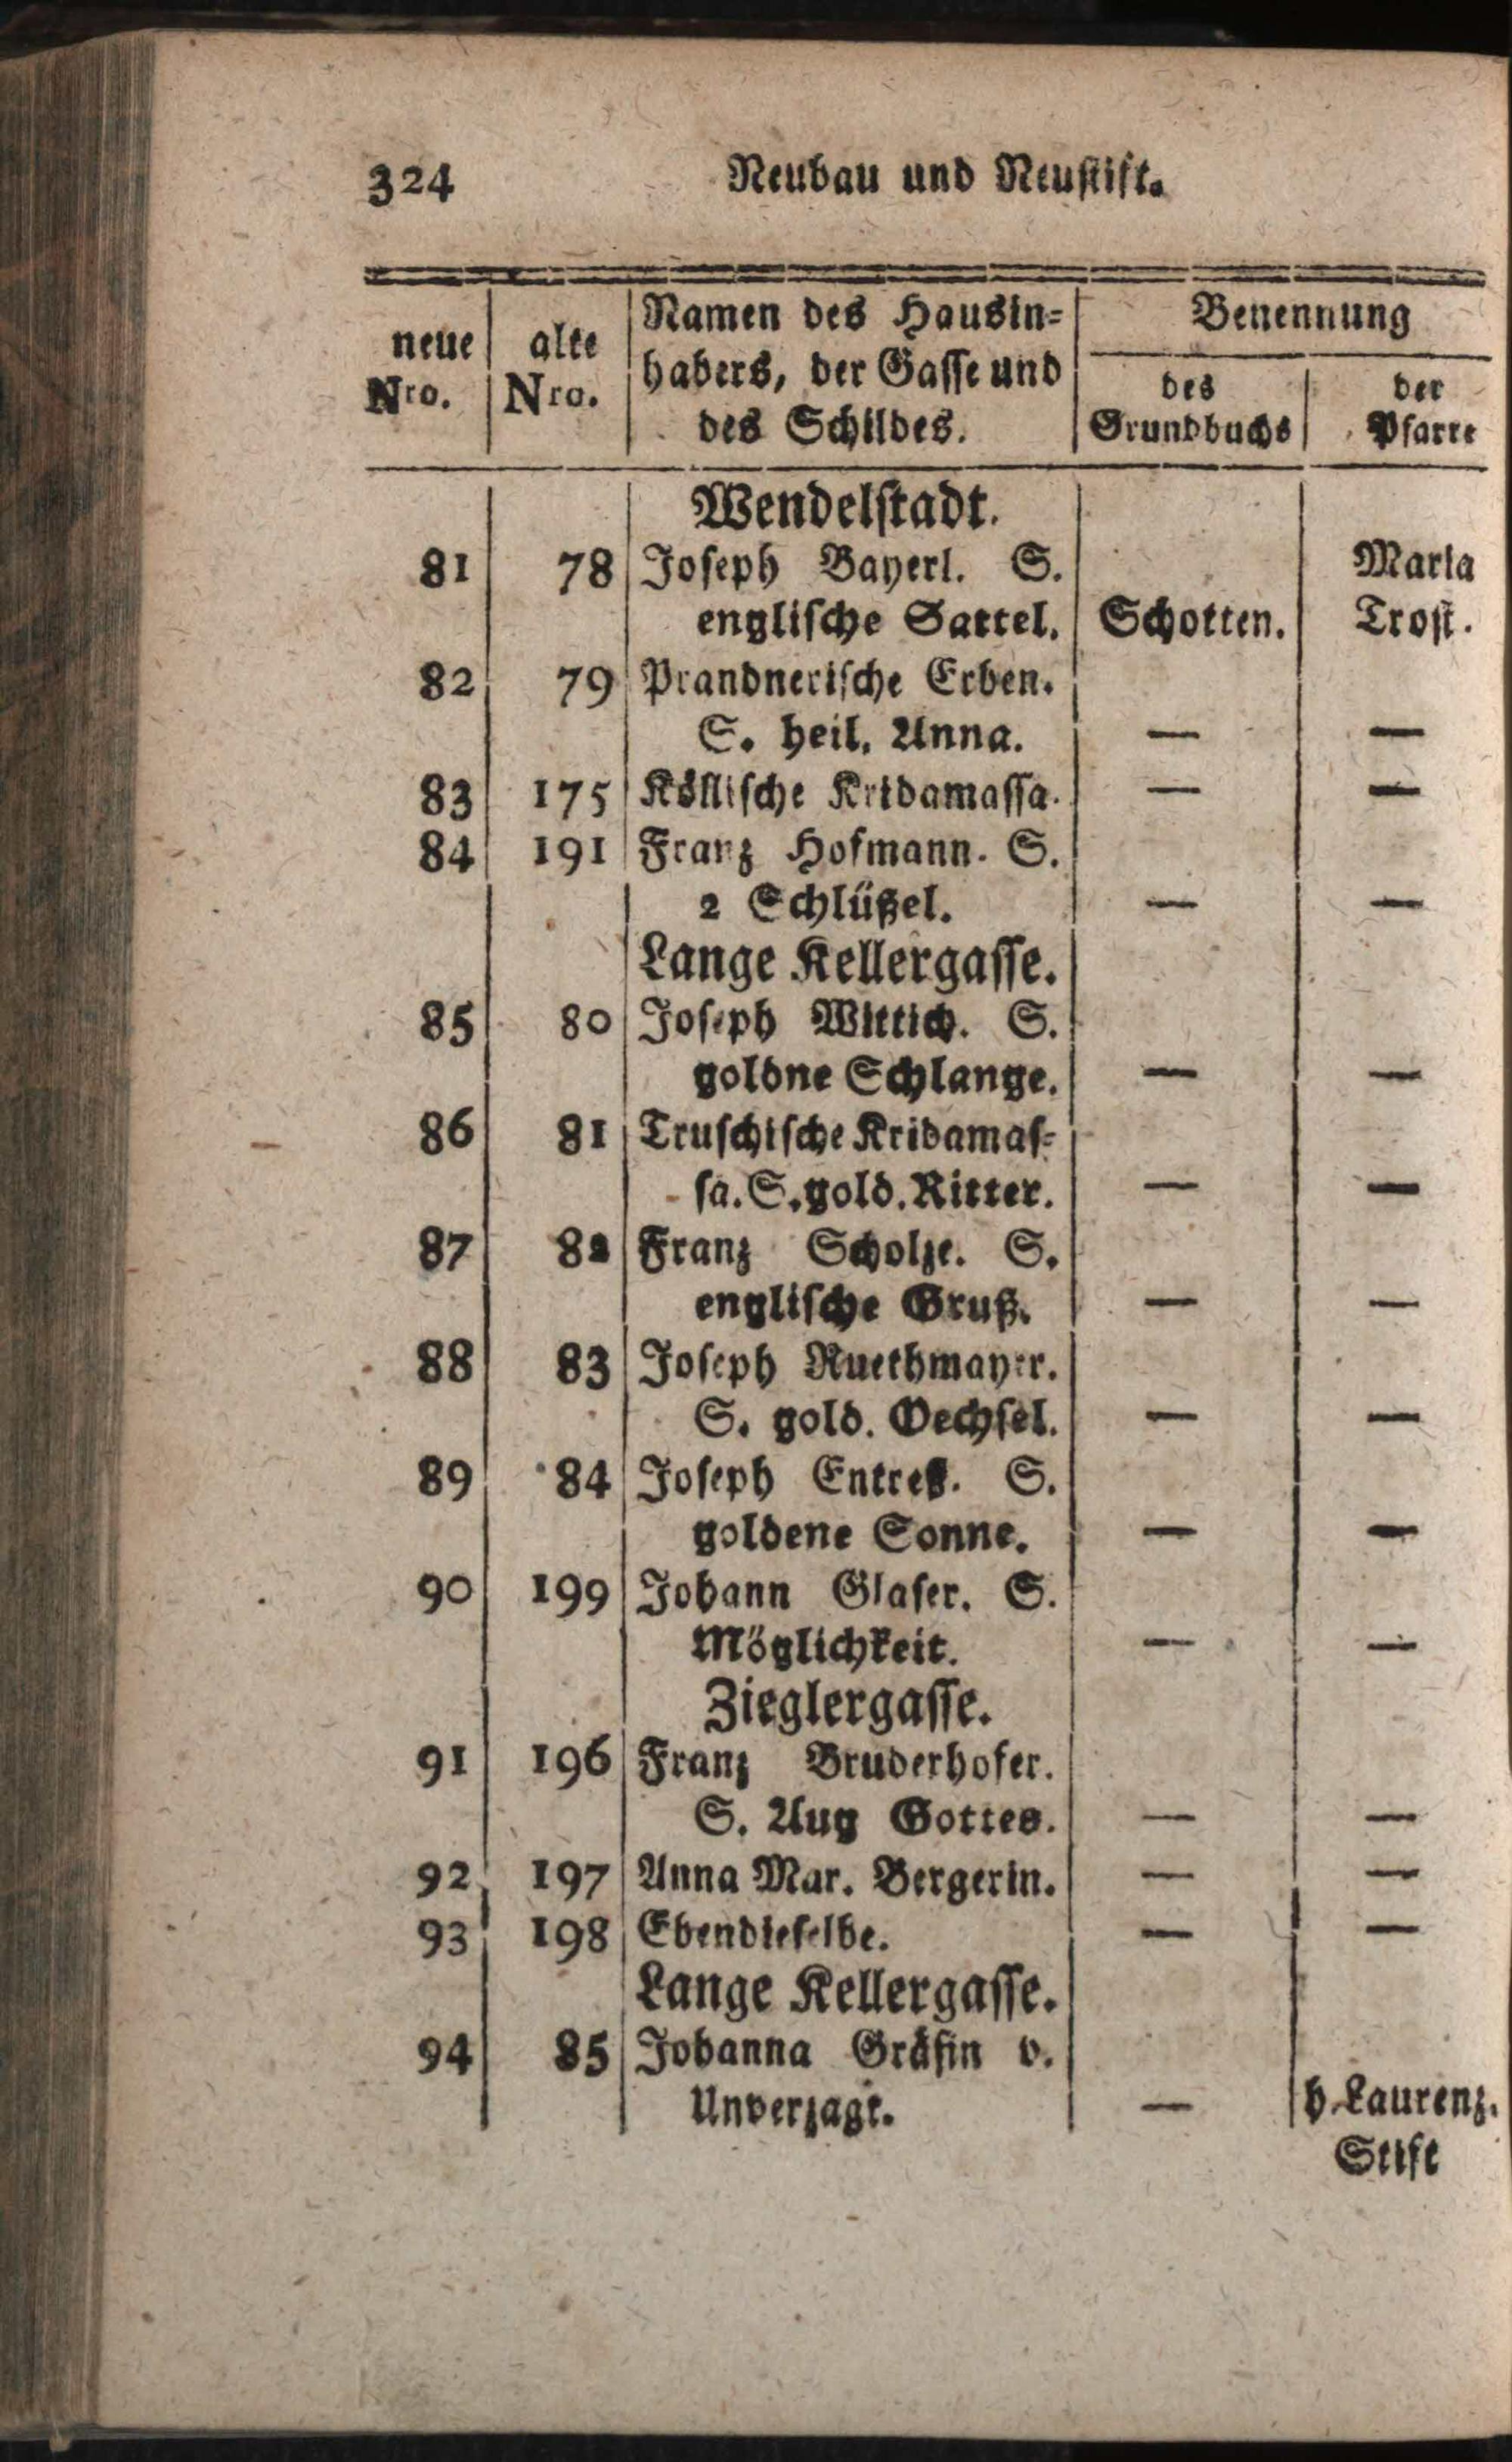 324 Neubau und Neustift.
neue Nro. | alte Nro. | Namen des Hausin= | Benennung
habers, der Gasse und | des | der
des Schildes. | Grundbuchs | Pfarre
Wendelstadt.
81 | 78 | Joseph Bayerl. S. | | Maria
englische Sattel. | Schotten. | Trost.
82 | 79 | Prandnerische Erben.
S. heil. Anna. | — | —
83 | 175 | Köllische Kridamassa. | — | —
84 | 191 | Franz Hofmann. S.
2 Schlüßel. | — | —
Lange Kellergasse.
85 | 80 | Joseph Wittich. S.
goldne Schlange. | — | —
86 | 81 | Truschische Kridamas=
sa. S. gold. Ritter. | — | —
87 | 82 | Franz Scholze. S.
englische Gruß. | — | —
88 | 83 | Joseph Ruethmayer.
S. gold. Oechsel. | — | —
89 | 84 | Joseph Entreß. S.
goldene Sonne. | — | —
90 | 199 | Johann Glaser. S.
Möglichkeit. | — | —
Zieglergasse.
91 | 196 | Franz Bruderhofer.
S. Aug Gottes. | — | —
92 | 197 | Anna Mar. Bergerin. | — | —
93 | 198 | Ebendieselbe. | — | —
Lange Kellergasse.
94 | 85 | Johanna Gräfin v.
Unverzagt. | — | h. Laurenz.
Stift